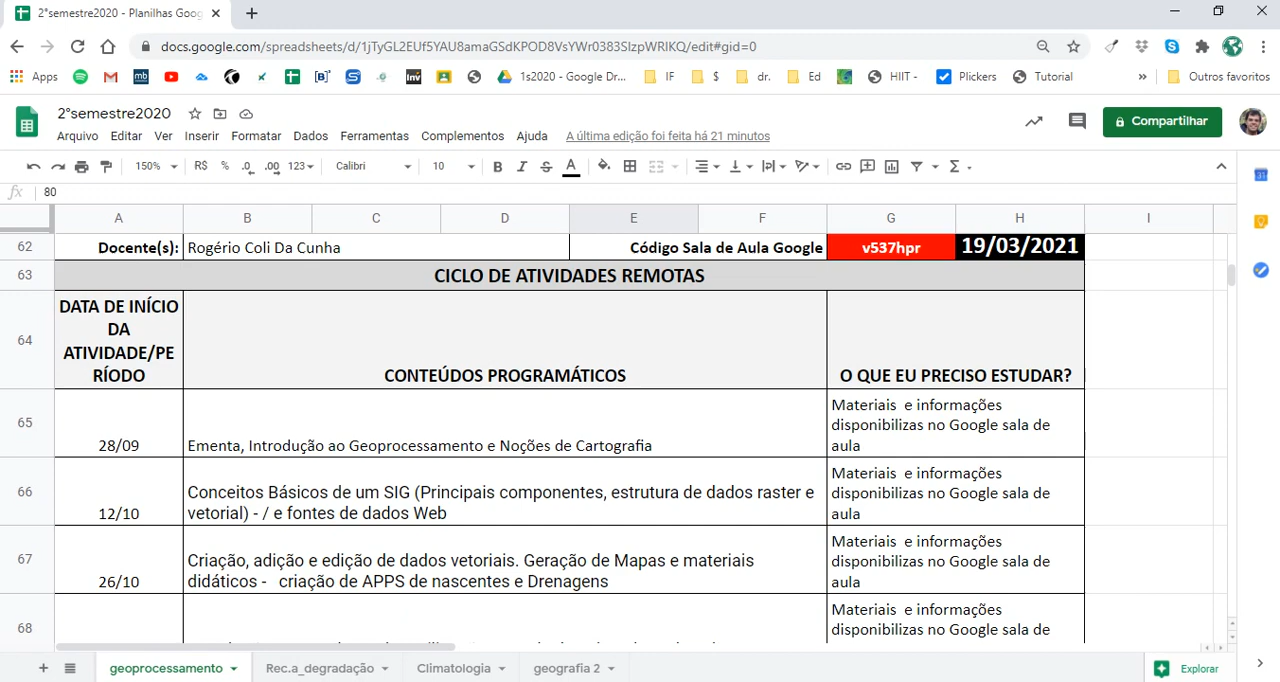 2°semestre2020 - Planilhas Goog
docs.google.com/spreadsheets/d/1jTyGL2EUf5YAU8amaGSdKPOD8VsYWr0383SIzpWRIKQ/edit#gid=0
Apps 1s2020 - Google Dr... IF $ dr. Ed HIIT - Plickers Tutorial » Outros favoritos
2°semestre2020
Arquivo Editar Ver Inserir Formatar Dados Ferramentas Complementos Ajuda A última edição foi feita há 21 minutos
Compartilhar
150% R$ % .0 .00 123 Calibri 10 B I S A
fx 80
A B C D E F G H I
62 Docente(s): Rogério Coli Da Cunha Código Sala de Aula Google v537hpr 19/03/2021
63 CICLO DE ATIVIDADES REMOTAS
DATA DE INÍCIO
DA
64
ATIVIDADE/PE
RÍODO CONTEÚDOS PROGRAMÁTICOS O QUE EU PRECISO ESTUDAR?
Materiais e informações
65 disponibilizas no Google sala de
28/09 Ementa, Introdução ao Geoprocessamento e Noções de Cartografia aula
Materiais e informações
66 Conceitos Básicos de um SIG (Principais componentes, estrutura de dados raster e disponibilizas no Google sala de
12/10 vetorial) - / e fontes de dados Web aula
Materiais e informações
67 Criação, adição e edição de dados vetoriais. Geração de Mapas e materiais disponibilizas no Google sala de
26/10 didáticos - criação de APPS de nascentes e Drenagens aula
Materiais e informações
68 disponibilizas no Google sala de
geoprocessamento Rec.a_degradação Climatologia geografia 2 Explorar